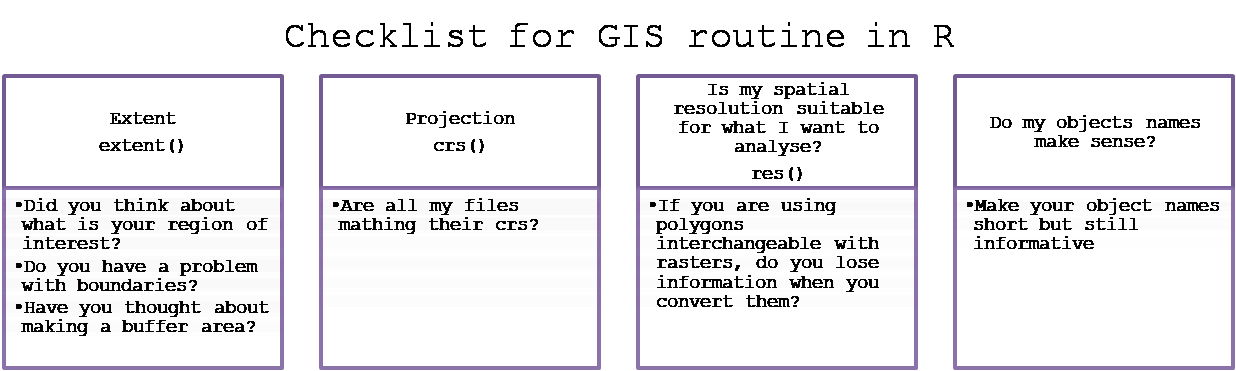 Checklist for GIS routine in R
Extent
extent()
•Did you think about
what is your region of
interest?
•Do you have a problem
with boundaries?
•Have you thought about
making a buffer area?
Projection
crs()
•Are all my files
mathing their crs?
Is my spatial
resolution suitable
for what I want to
analyse?
res()
•If you are using
polygons
interchangeable with
rasters, do you lose
information when you
convert them?
Do my objects names
make sense?
•Make your object names
short but still
informative